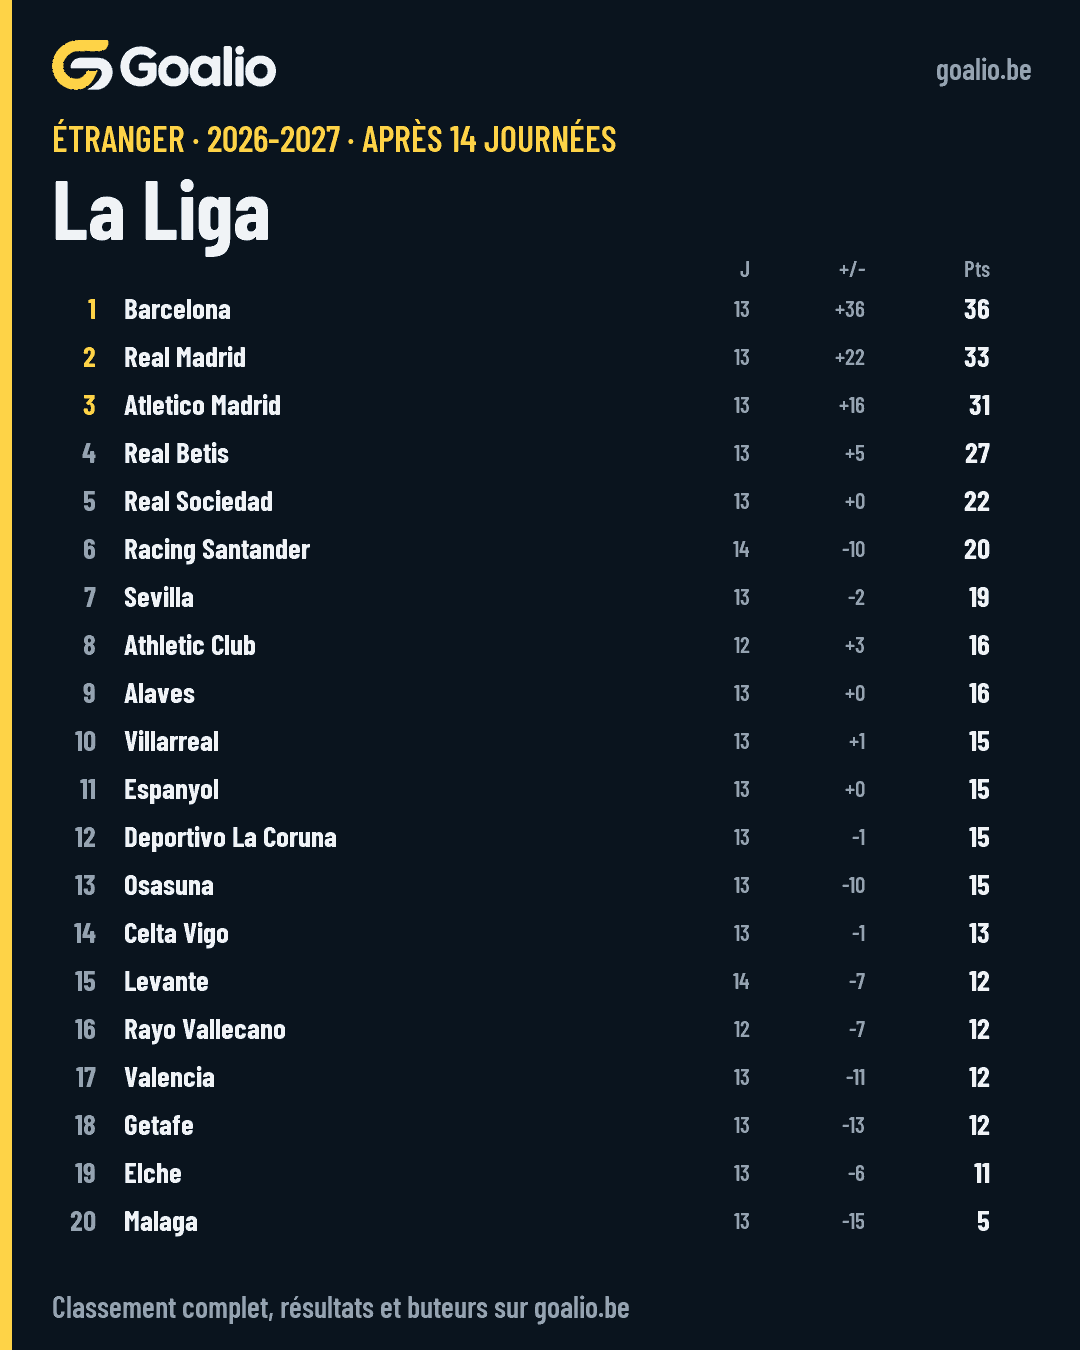 Goalio
goalio.be
ÉTRANGER · 2026-2027 · APRÈS 14 JOURNÉES
La Liga
J +/- Pts
1 Barcelona 13 +36 36
2 Real Madrid 13 +22 33
3 Atletico Madrid 13 +16 31
4 Real Betis 13 +5 27
5 Real Sociedad 13 +0 22
6 Racing Santander 14 -10 20
7 Sevilla 13 -2 19
8 Athletic Club 12 +3 16
9 Alaves 13 +0 16
10 Villarreal 13 +1 15
11 Espanyol 13 +0 15
12 Deportivo La Coruna 13 -1 15
13 Osasuna 13 -10 15
14 Celta Vigo 13 -1 13
15 Levante 14 -7 12
16 Rayo Vallecano 12 -7 12
17 Valencia 13 -11 12
18 Getafe 13 -13 12
19 Elche 13 -6 11
20 Malaga 13 -15 5
Classement complet, résultats et buteurs sur goalio.be